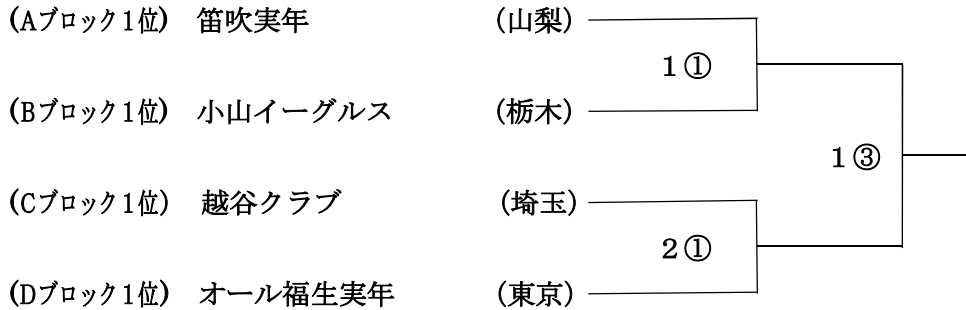 (Aブロック1位) 笛吹実年 (山梨)
1①
(Bブロック1位) 小山イーグルス (栃木)
1③
(Cブロック1位) 越谷クラブ (埼玉)
2①
(Dブロック1位) オール福生実年 (東京)